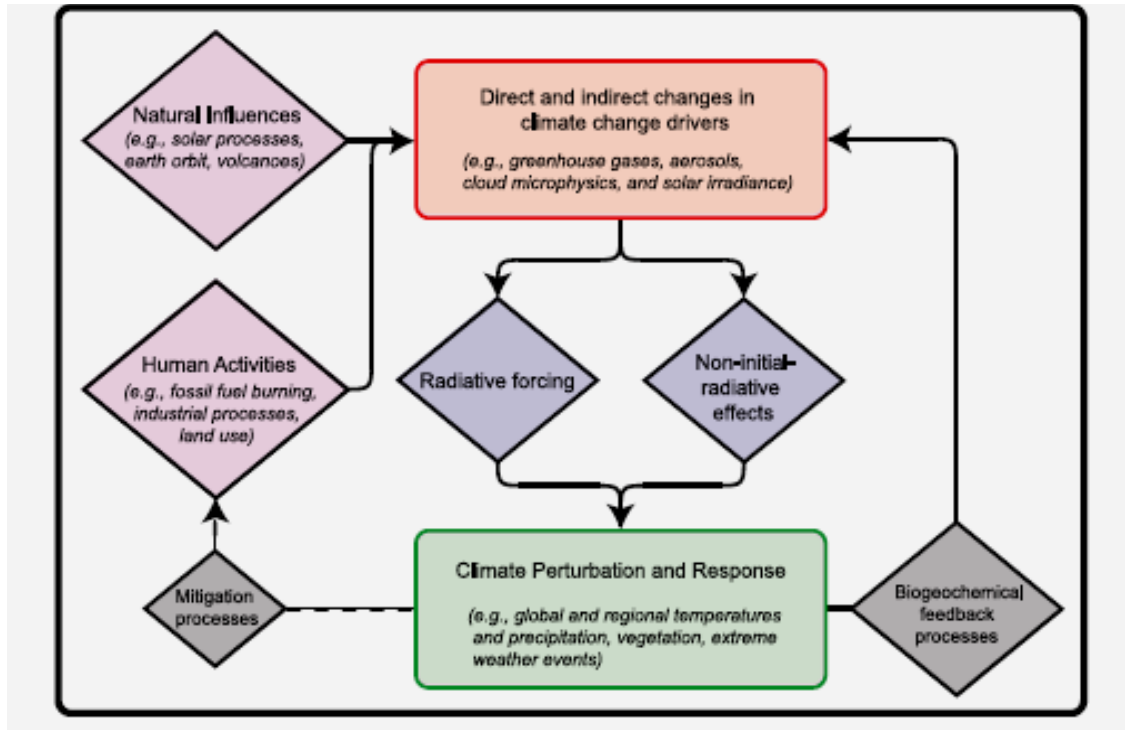 Natural Influences
(e.g., solar processes,
earth orbit, volcanoes)
Direct and indirect changes in
climate change drivers
(e.g., greenhouse gases, aerosols,
cloud microphysics, and solar irradiance)
Human Activities
(e.g., fossil fuel burning,
industrial processes,
land use)
Radiative forcing
Non-initial-
radiative
effects
Mitigation
processes
Climate Perturbation and Response
(e.g., global and regional temperatures
and precipitation, vegetation, extreme
weather events)
Biogeochemical
feedback
processes